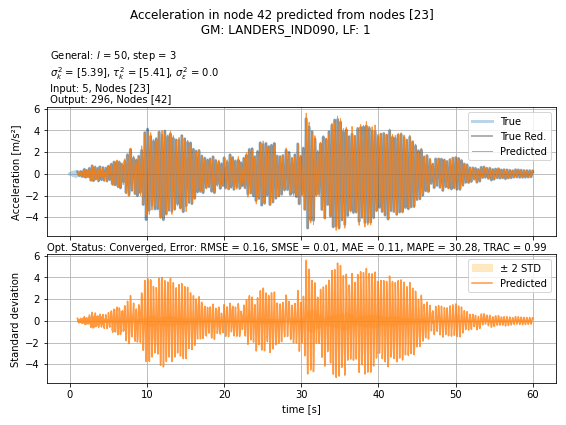 Acceleration in node 42 predicted from nodes [23]
GM: LANDERS_IND090, LF: 1
General: l = 50, step = 3
σ²ₖ = [5.39], τ²ₖ = [5.41], σ²ε = 0.0
Input: 5, Nodes [23]
Output: 296, Nodes [42]
6
4
2
0
−2
−4
Acceleration [m/s²]
True
True Red.
Predicted
Opt. Status: Converged, Error: RMSE = 0.16, SMSE = 0.01, MAE = 0.11, MAPE = 30.28, TRAC = 0.99
6
4
2
0
−2
−4
Standard deviation
± 2 STD
Predicted
0 10 20 30 40 50 60
time [s]